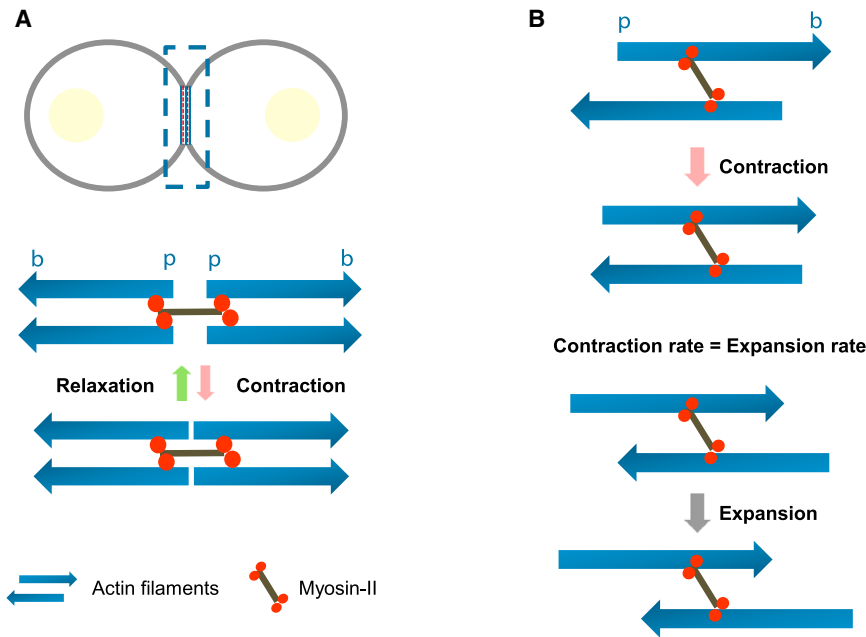 A
b p p b
Relaxation Contraction
Actin filaments Myosin-II
B
p b
Contraction
Contraction rate = Expansion rate
Expansion